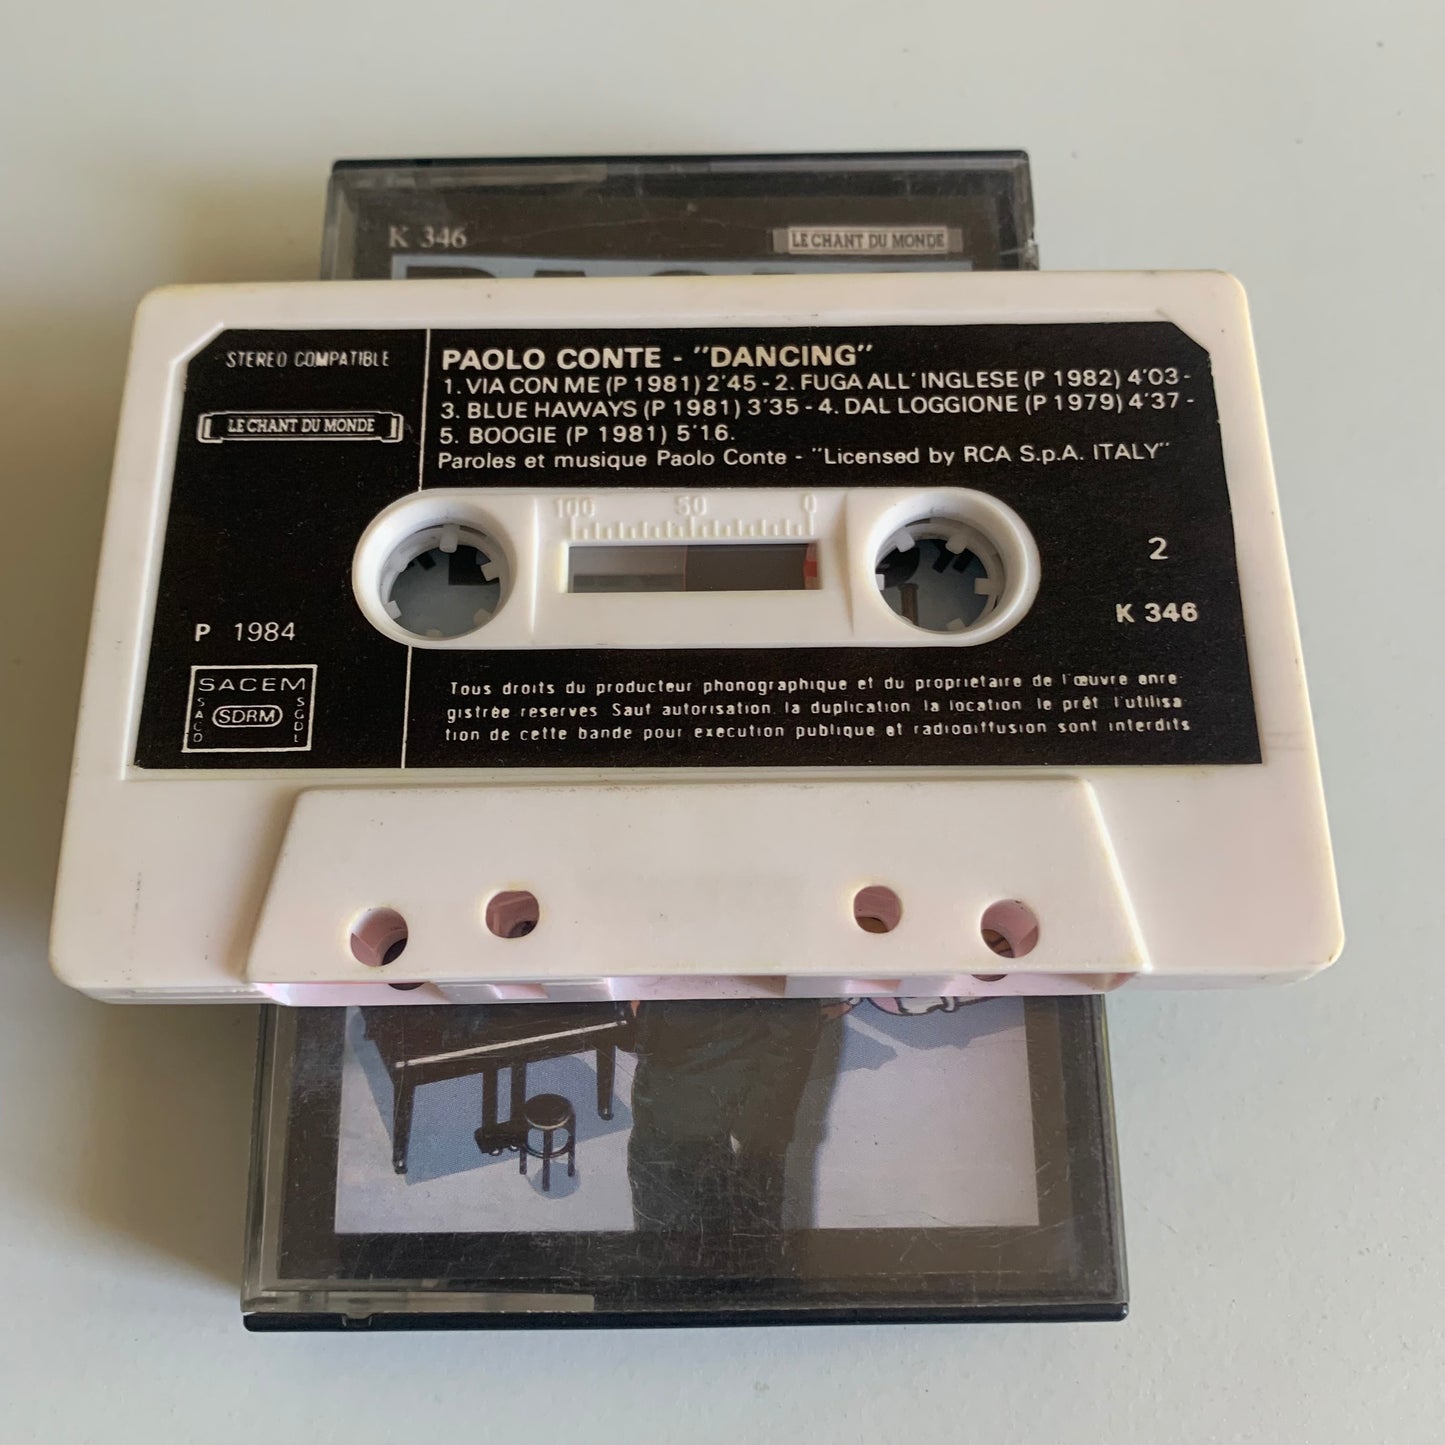 K 346
LE CHANT DU MONDE
STEREO COMPATIBLE
LE CHANT DU MONDE
PAOLO CONTE - "DANCING"
1. VIA CON ME (P 1981) 2'45 - 2. FUGA ALL' INGLESE (P 1982) 4'03 -
3. BLUE HAWAYS (P 1981) 3'35 - 4. DAL LOGGIONE (P 1979) 4'37 -
5. BOOGIE (P 1981) 5'16.
Paroles et musique Paolo Conte - "Licensed by RCA S.p.A. ITALY"
100 50 0
2
K 346
P 1984
SACEM
SACD
SDRM
SGDL
Tous droits du producteur phonographique et du proprietaire de l'œuvre enre
gistrée reserves Sauf autorisation la duplication la location le prêt l'utilisa
tion de cette bande pour execution publique et radiodiffusion sont interdits